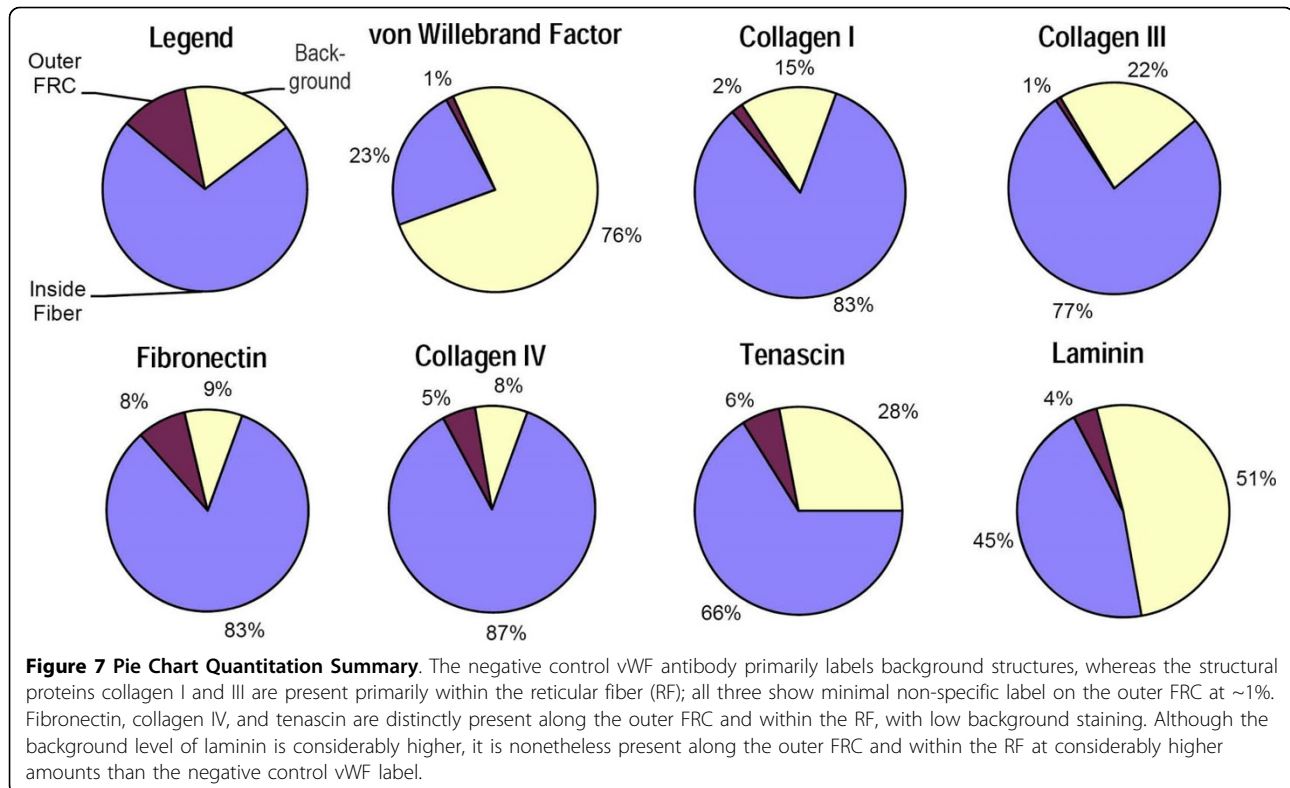 Legend
Outer
FRC
Back-
ground
Inside
Fiber
von Willebrand Factor
1%
23%
76%
Collagen I
2%
15%
83%
Collagen III
1%
22%
77%
Fibronectin
8%
9%
83%
Collagen IV
5%
8%
87%
Tenascin
6%
28%
66%
Laminin
4%
51%
45%
Figure 7 Pie Chart Quantitation Summary. The negative control vWF antibody primarily labels background structures, whereas the structural
proteins collagen I and III are present primarily within the reticular fiber (RF); all three show minimal non-specific label on the outer FRC at ~1%.
Fibronectin, collagen IV, and tenascin are distinctly present along the outer FRC and within the RF, with low background staining. Although the
background level of laminin is considerably higher, it is nonetheless present along the outer FRC and within the RF at considerably higher
amounts than the negative control vWF label.